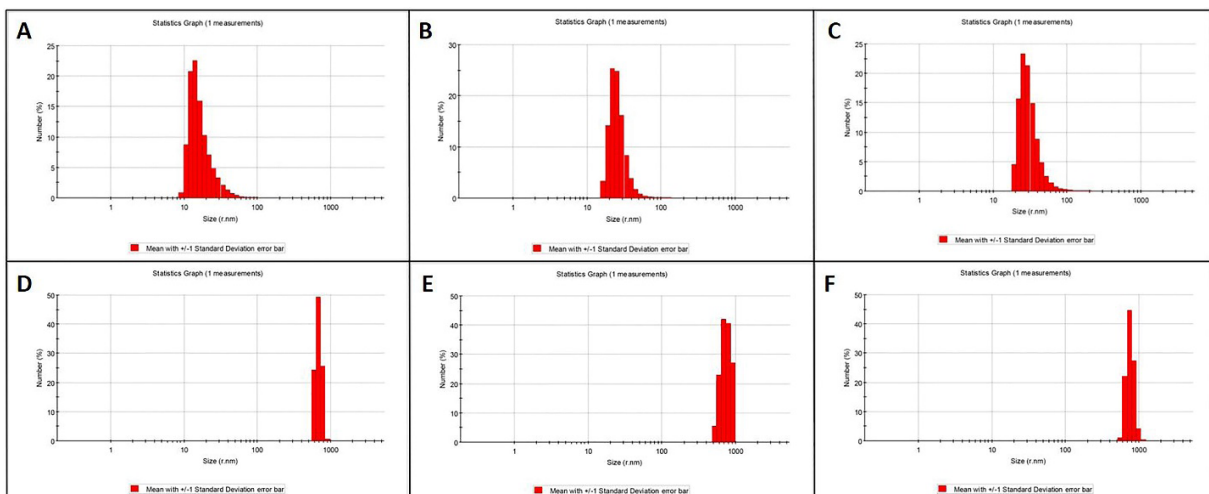 A
Statistics Graph (1 measurements)
25
20
15
10
5
0
Number (%)
1 10 100 1000
Size (r.nm)
Mean with +/-1 Standard Deviation error bar
B
Statistics Graph (1 measurements)
30
20
10
0
Number (%)
1 10 100 1000
Size (r.nm)
Mean with +/-1 Standard Deviation error bar
C
Statistics Graph (1 measurements)
25
20
15
10
5
0
Number (%)
1 10 100 1000
Size (r.nm)
Mean with +/-1 Standard Deviation error bar
D
Statistics Graph (1 measurements)
50
40
30
20
10
0
Number (%)
1 10 100 1000
Size (r.nm)
Mean with +/-1 Standard Deviation error bar
E
Statistics Graph (1 measurements)
50
40
30
20
10
0
Number (%)
1 10 100 1000
Size (r.nm)
Mean with +/-1 Standard Deviation error bar
F
Statistics Graph (1 measurements)
50
40
30
20
10
0
Number (%)
1 10 100 1000
Size (r.nm)
Mean with +/-1 Standard Deviation error bar